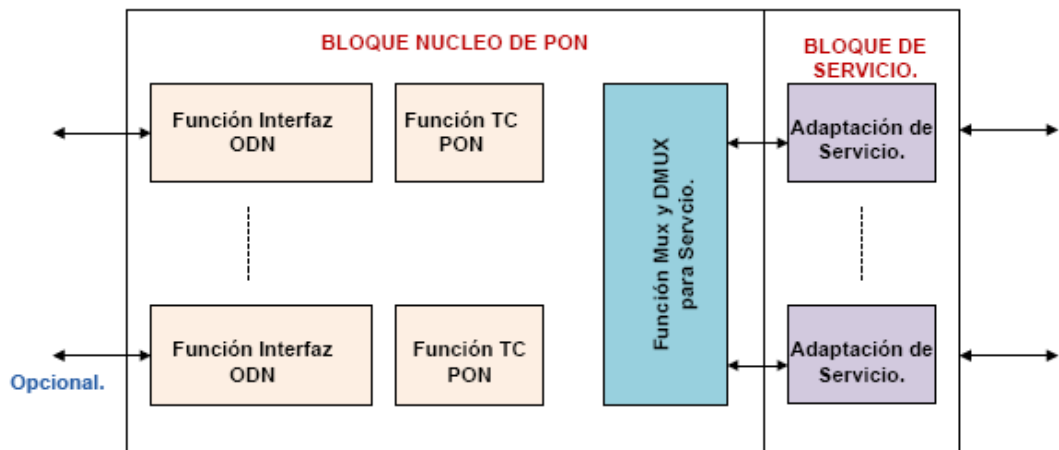 BLOQUE NUCLEO DE PON
BLOQUE DE
SERVICIO.
Función Interfaz
ODN
Función TC
PON
Función Mux y DMUX
para Servcio.
Adaptación de
Servicio.
Función Interfaz
ODN
Función TC
PON
Adaptación de
Servicio.
Opcional.